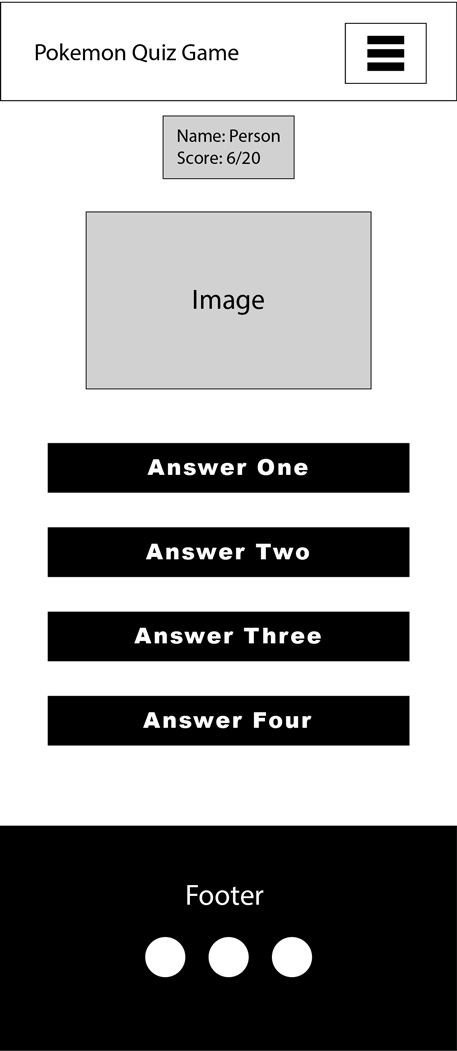 Pokemon Quiz Game
Name: Person
Score: 6/20
Image
Answer One
Answer Two
Answer Three
Answer Four
Footer